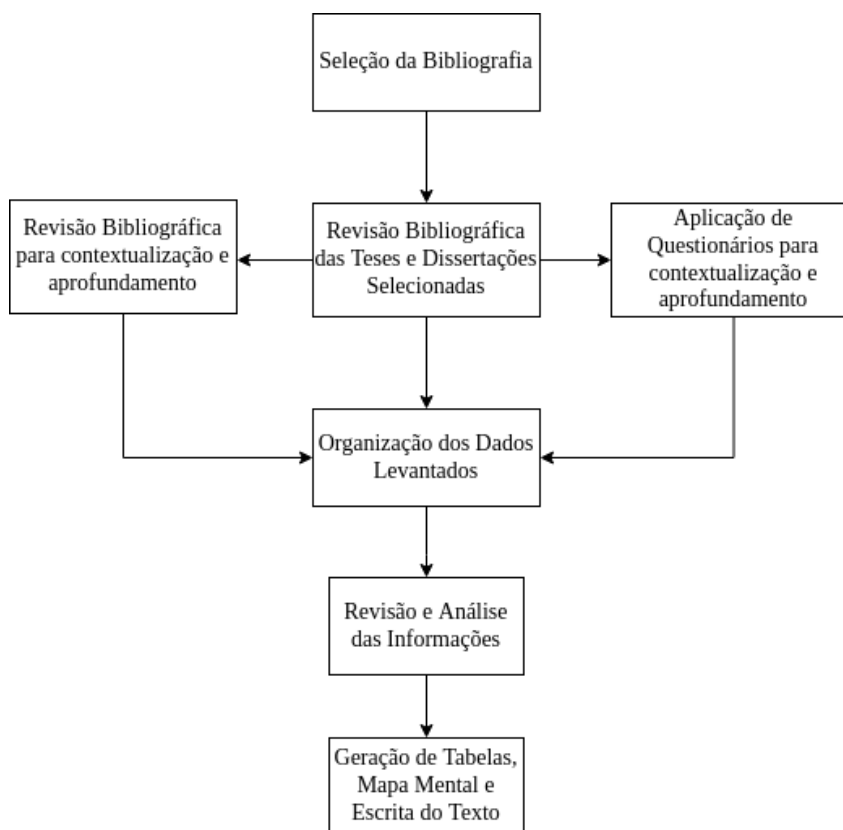 Seleção da Bibliografia
Revisão Bibliográfica
para contextualização e
aprofundamento
Revisão Bibliográfica
das Teses e Dissertações
Selecionadas
Aplicação de
Questionários para
contextualização e
aprofundamento
Organização dos Dados
Levantados
Revisão e Análise
das Informações
Geração de Tabelas,
Mapa Mental e
Escrita do Texto